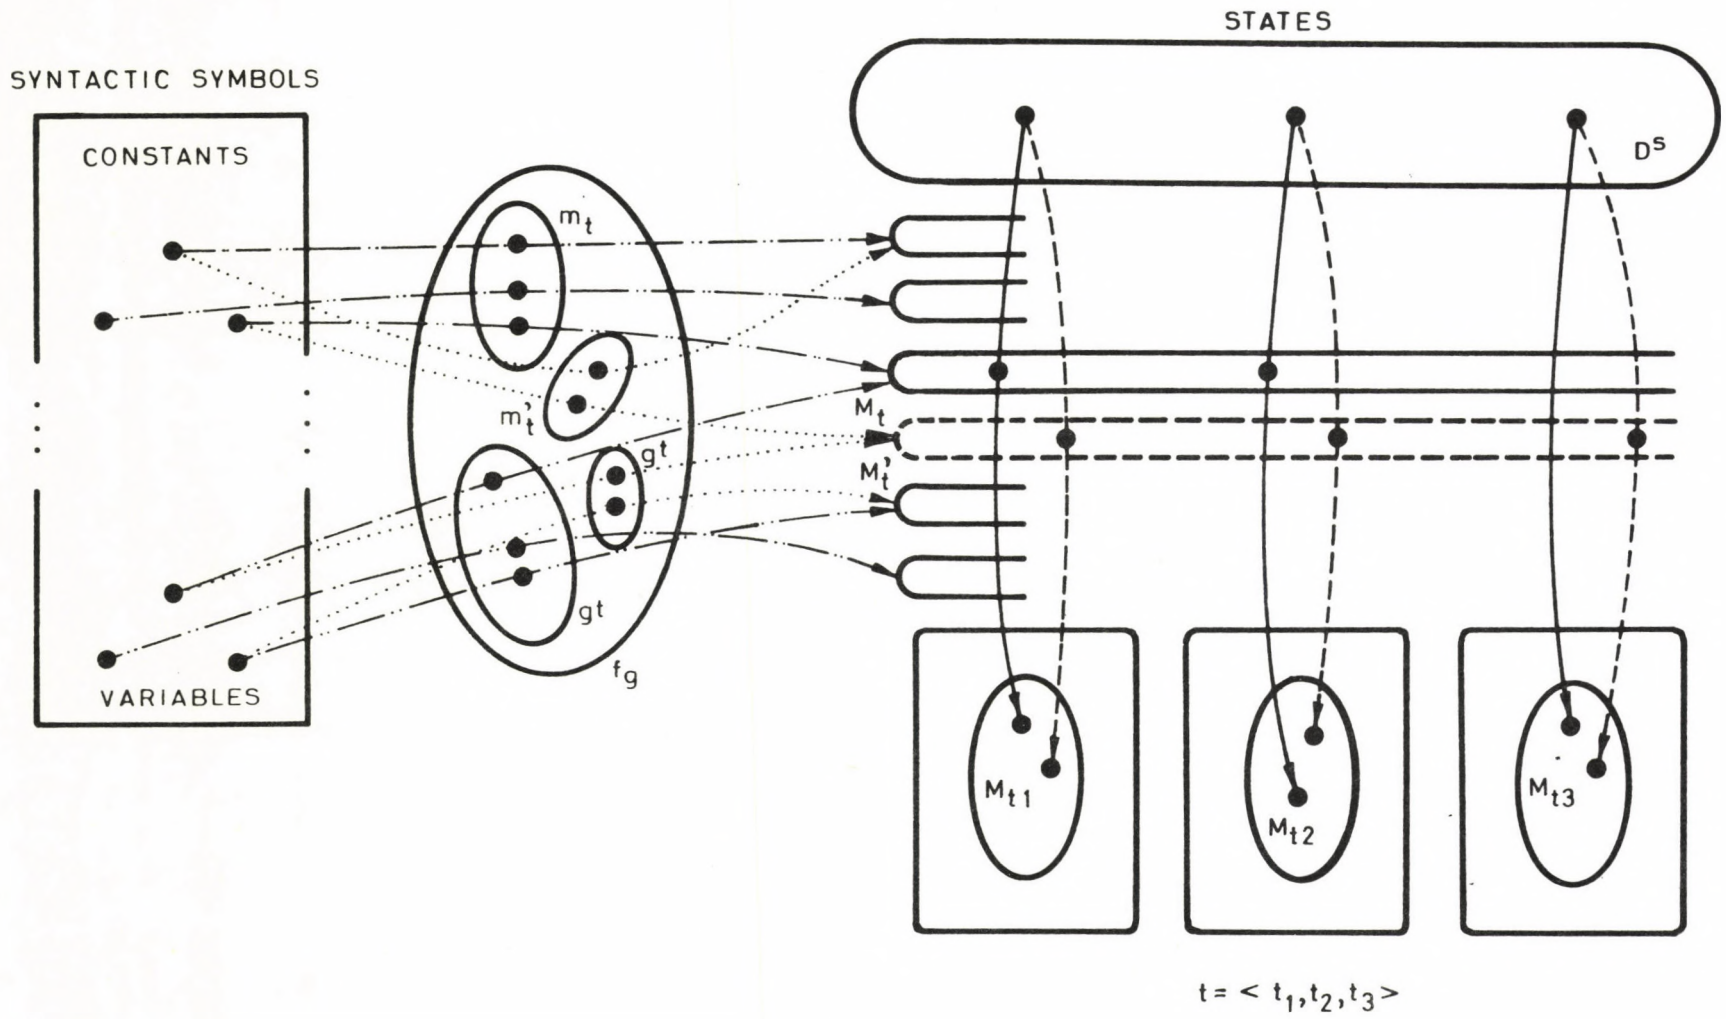 STATES
SYNTACTIC SYMBOLS
CONSTANTS
Dˢ
mₜ
m'ₜ
Mₜ
gt
M'ₜ
gt
f_g
VARIABLES
Mₜ₁
Mₜ₃
Mₜ₂
t = < t₁, t₂, t₃ >